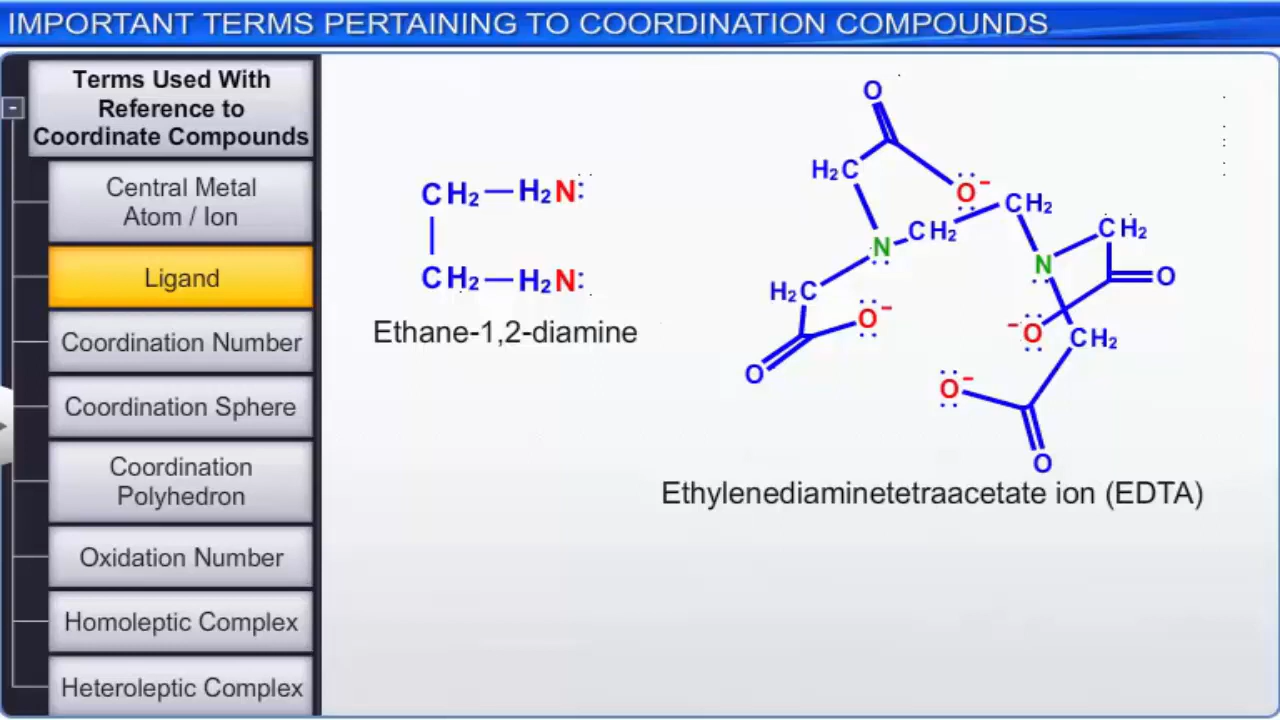 IMPORTANT TERMS PERTAINING TO COORDINATION COMPOUNDS
Terms Used With
Reference to
Coordinate Compounds
Central Metal
Atom / Ion
Ligand
Coordination Number
Coordination Sphere
Coordination
Polyhedron
Oxidation Number
Homoleptic Complex
Heteroleptic Complex
CH₂—H₂N:
CH₂—H₂N:
Ethane-1,2-diamine
O
H₂C
O⁻
CH₂
CH₂
N
CH₂
N
O
H₂C
O⁻
⁻O
CH₂
O
O⁻
O
Ethylenediaminetetraacetate ion (EDTA)